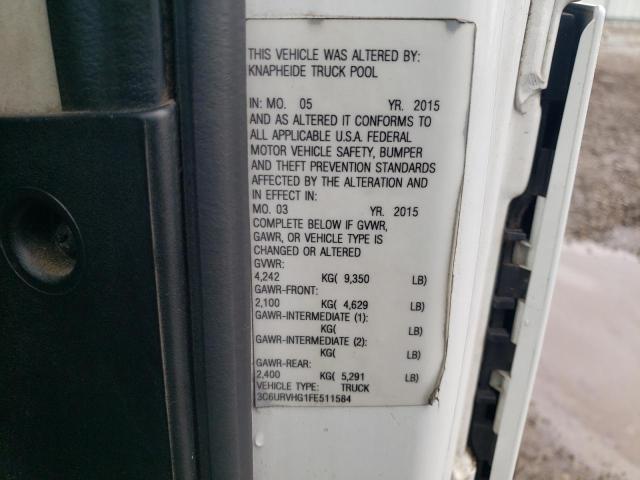 THIS VEHICLE WAS ALTERED BY:
KNAPHEIDE TRUCK POOL
IN: MO. 05 YR. 2015
AND AS ALTERED IT CONFORMS TO
ALL APPLICABLE U.S.A. FEDERAL
MOTOR VEHICLE SAFETY, BUMPER
AND THEFT PREVENTION STANDARDS
AFFECTED BY THE ALTERATION AND
IN EFFECT IN:
MO. 03 YR. 2015
COMPLETE BELOW IF GVWR,
GAWR, OR VEHICLE TYPE IS
CHANGED OR ALTERED
GVWR:
4,242 KG( 9,350 LB)
GAWR-FRONT:
2,100 KG( 4,629 LB)
GAWR-INTERMEDIATE (1):
KG( LB)
GAWR-INTERMEDIATE (2):
KG( LB)
GAWR-REAR:
2,400 KG( 5,291 LB)
VEHICLE TYPE: TRUCK
3C6URVHG1FE511584